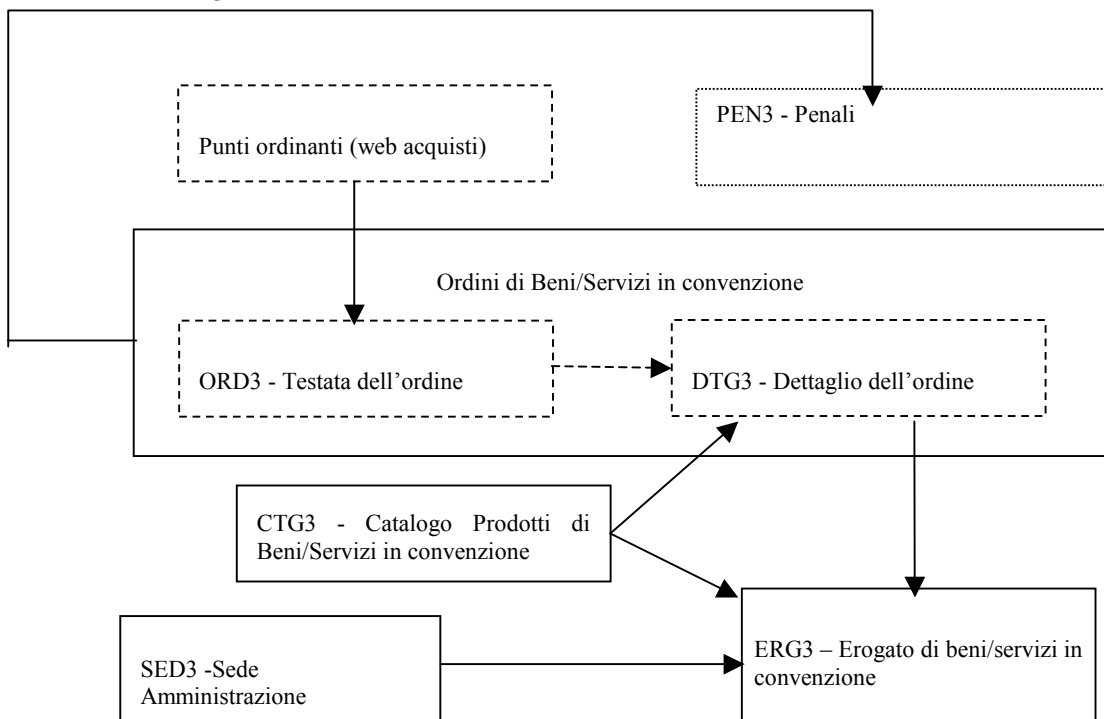 PEN3 - Penali
Punti ordinanti (web acquisti)
Ordini di Beni/Servizi in convenzione
ORD3 - Testata dell’ordine
DTG3 - Dettaglio dell’ordine
CTG3 - Catalogo Prodotti di
Beni/Servizi in convenzione
SED3 -Sede
Amministrazione
ERG3 – Erogato di beni/servizi in
convenzione